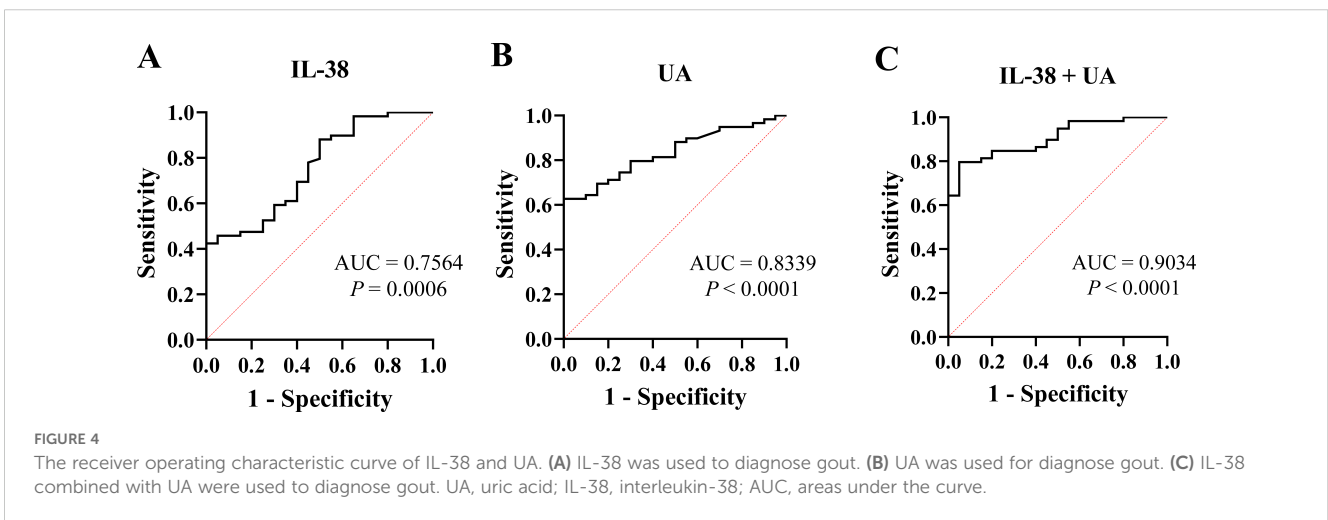 A
IL-38
1.0
0.8
0.6
0.4
0.2
0.0
Sensitivity
AUC = 0.7564
P = 0.0006
0.0 0.2 0.4 0.6 0.8 1.0
1 - Specificity
B
UA
1.0
0.8
0.6
0.4
0.2
0.0
Sensitivity
AUC = 0.8339
P < 0.0001
0.0 0.2 0.4 0.6 0.8 1.0
1 - Specificity
C
IL-38 + UA
1.0
0.8
0.6
0.4
0.2
0.0
Sensitivity
AUC = 0.9034
P < 0.0001
0.0 0.2 0.4 0.6 0.8 1.0
1 - Specificity
FIGURE 4
The receiver operating characteristic curve of IL-38 and UA. (A) IL-38 was used to diagnose gout. (B) UA was used for diagnose gout. (C) IL-38
combined with UA were used to diagnose gout. UA, uric acid; IL-38, interleukin-38; AUC, areas under the curve.